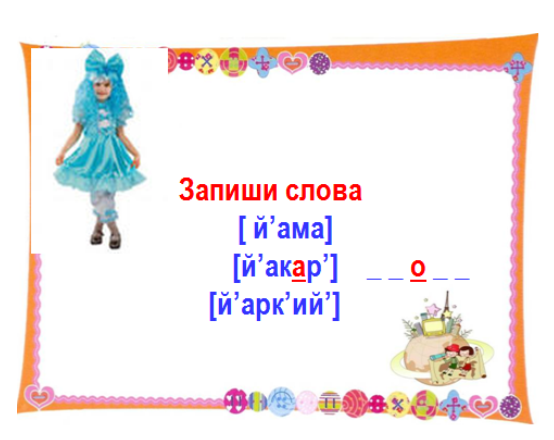 Запиши слова
[ й’ама]
[й’акар’] _ _ о _ _
[й’арк’ий’]